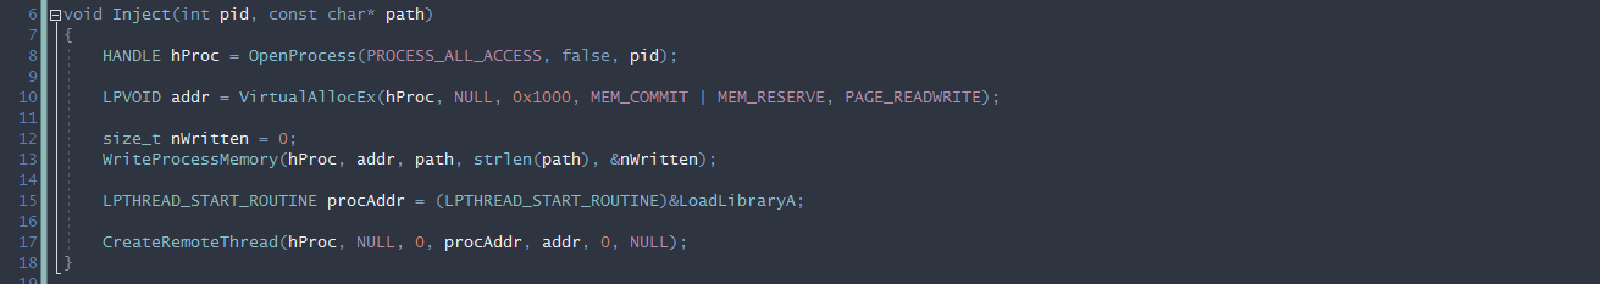 6 void Inject(int pid, const char* path)
7 {
8 HANDLE hProc = OpenProcess(PROCESS_ALL_ACCESS, false, pid);
9
10 LPVOID addr = VirtualAllocEx(hProc, NULL, 0x1000, MEM_COMMIT | MEM_RESERVE, PAGE_READWRITE);
11
12 size_t nWritten = 0;
13 WriteProcessMemory(hProc, addr, path, strlen(path), &nWritten);
14
15 LPTHREAD_START_ROUTINE procAddr = (LPTHREAD_START_ROUTINE)&LoadLibraryA;
16
17 CreateRemoteThread(hProc, NULL, 0, procAddr, addr, 0, NULL);
18 }
19